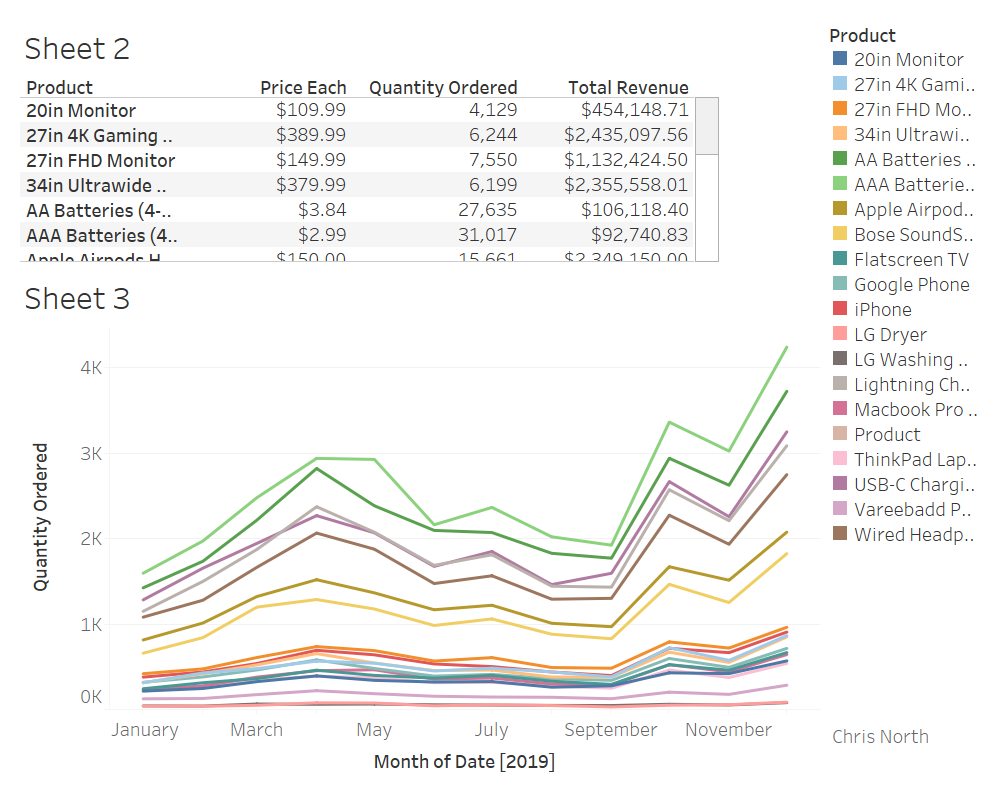 Sheet 2
Product Price Each Quantity Ordered Total Revenue
20in Monitor $109.99 4,129 $454,148.71
27in 4K Gaming .. $389.99 6,244 $2,435,097.56
27in FHD Monitor $149.99 7,550 $1,132,424.50
34in Ultrawide .. $379.99 6,199 $2,355,558.01
AA Batteries (4-.. $3.84 27,635 $106,118.40
AAA Batteries (4.. $2.99 31,017 $92,740.83
Apple Airpods H $150.00 15,661 $2,349,150.00
Sheet 3
Quantity Ordered
4K
3K
2K
1K
0K
January March May July September November
Month of Date [2019]
Product
20in Monitor
27in 4K Gami..
27in FHD Mo..
34in Ultrawi..
AA Batteries ..
AAA Batterie..
Apple Airpod..
Bose SoundS..
Flatscreen TV
Google Phone
iPhone
LG Dryer
LG Washing ..
Lightning Ch..
Macbook Pro ..
Product
ThinkPad Lap..
USB-C Chargi..
Vareebadd P..
Wired Headp..
Chris North